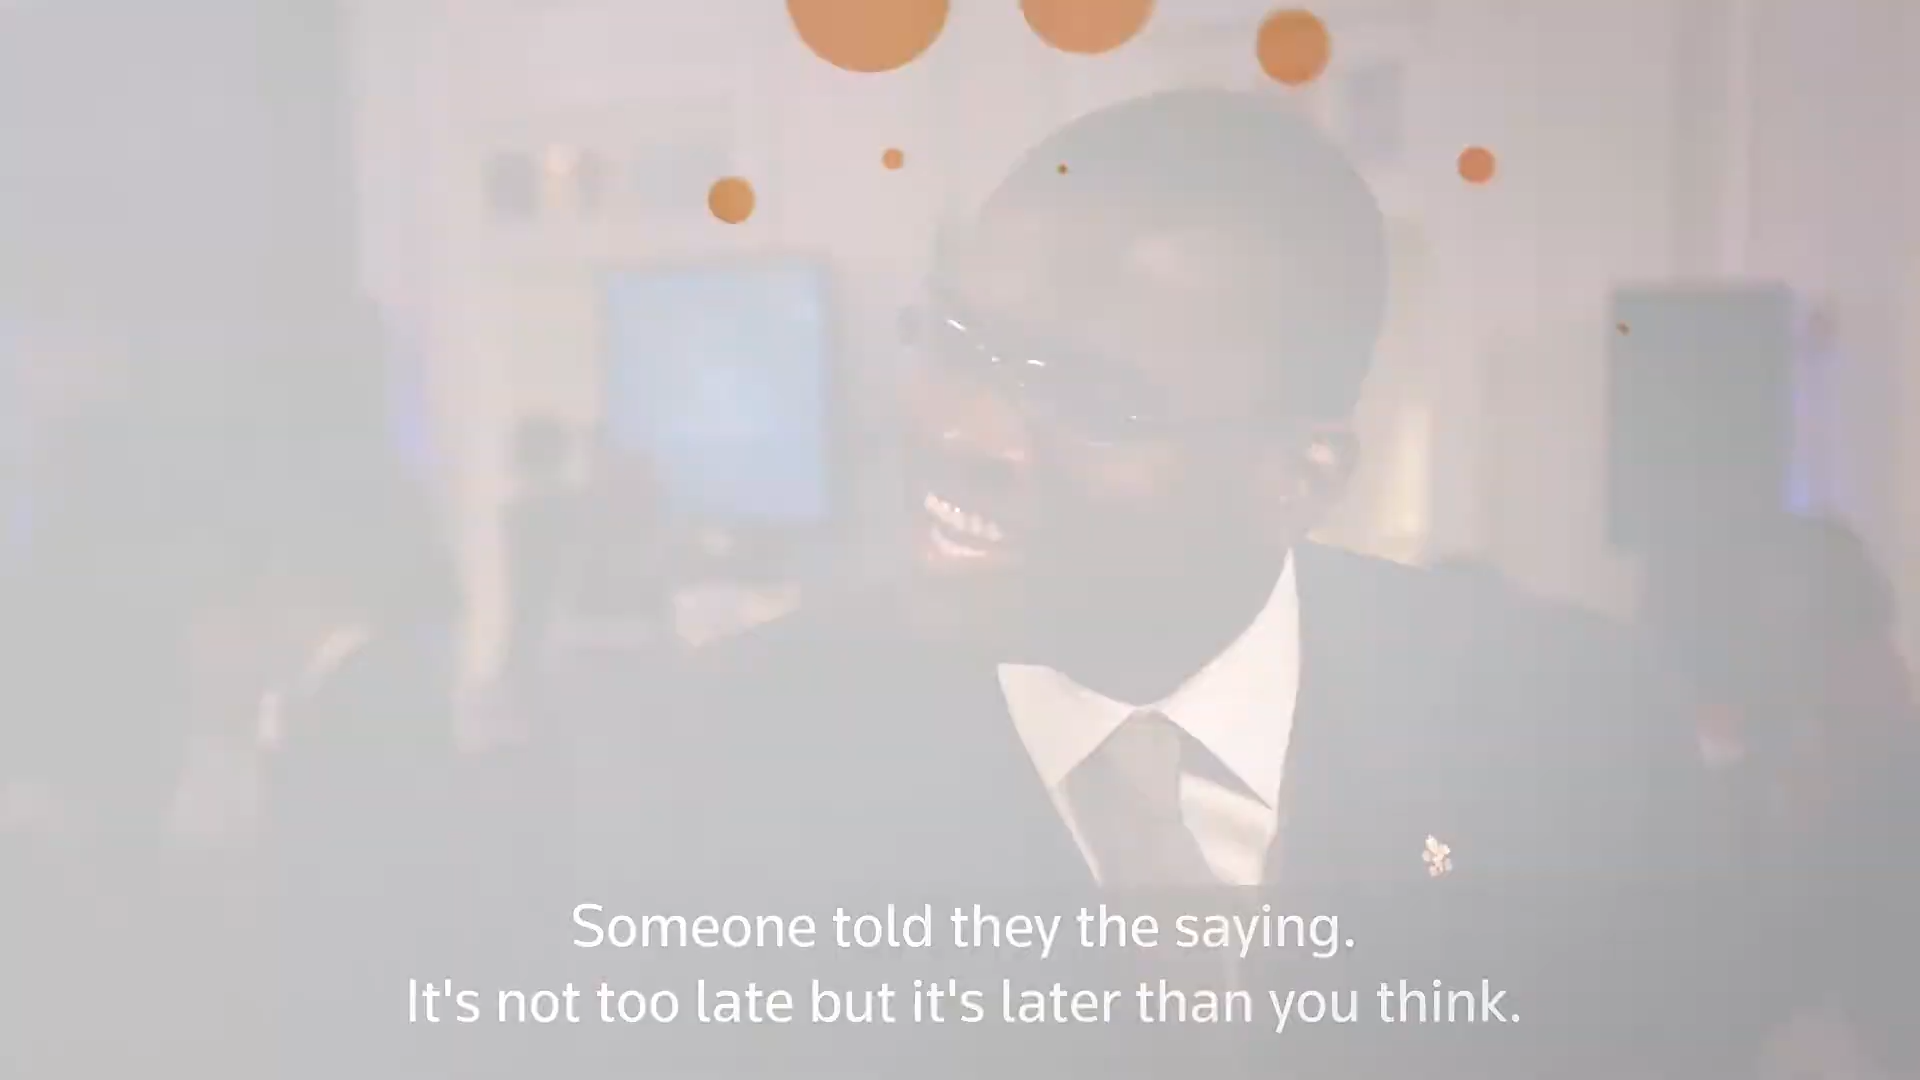 Someone told they the saying.
It's not too late but it's later than you think.